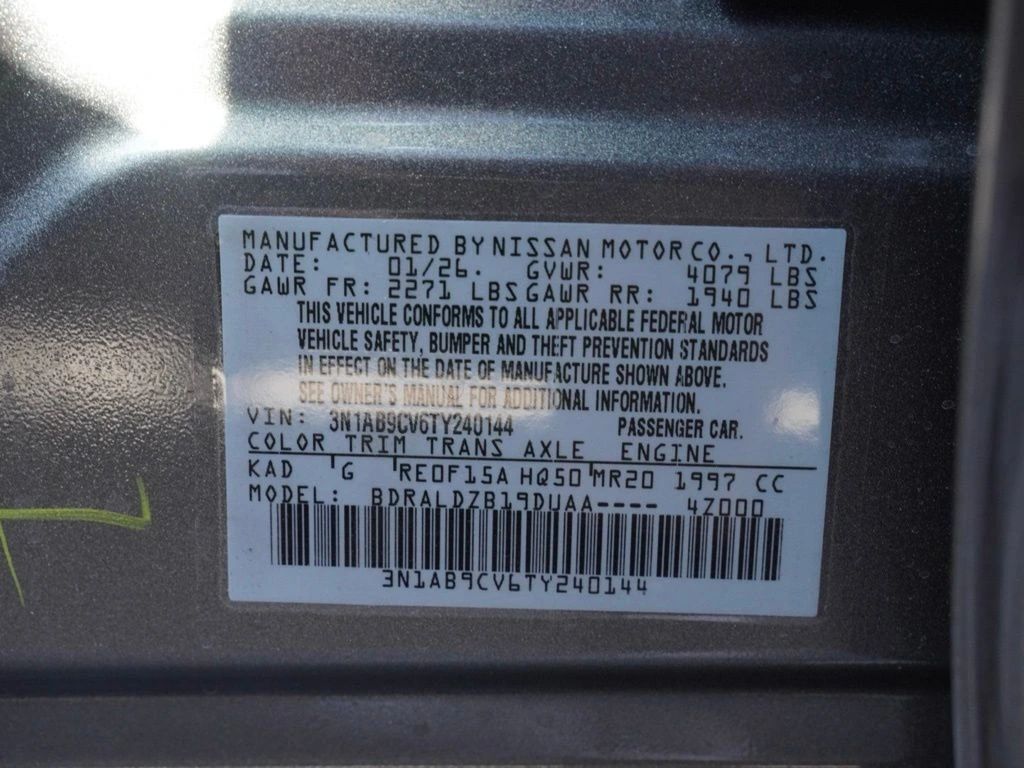 MANUFACTURED BY NISSAN MOTOR CO., LTD.
DATE: 01/26. GVWR: 4079 LBS
GAWR FR: 2271 LBS GAWR RR: 1940 LBS
THIS VEHICLE CONFORMS TO ALL APPLICABLE FEDERAL MOTOR
VEHICLE SAFETY, BUMPER AND THEFT PREVENTION STANDARDS
IN EFFECT ON THE DATE OF MANUFACTURE SHOWN ABOVE.
SEE OWNER'S MANUAL FOR ADDITIONAL INFORMATION.
VIN: 3N1AB9CV6TY240144 PASSENGER CAR.
COLOR TRIM TRANS AXLE ENGINE
KAD G RE0F15A HQ50 MR20 1997 CC
MODEL: BDRALDZB19DUAA---- 4Z000
3N1AB9CV6TY240144